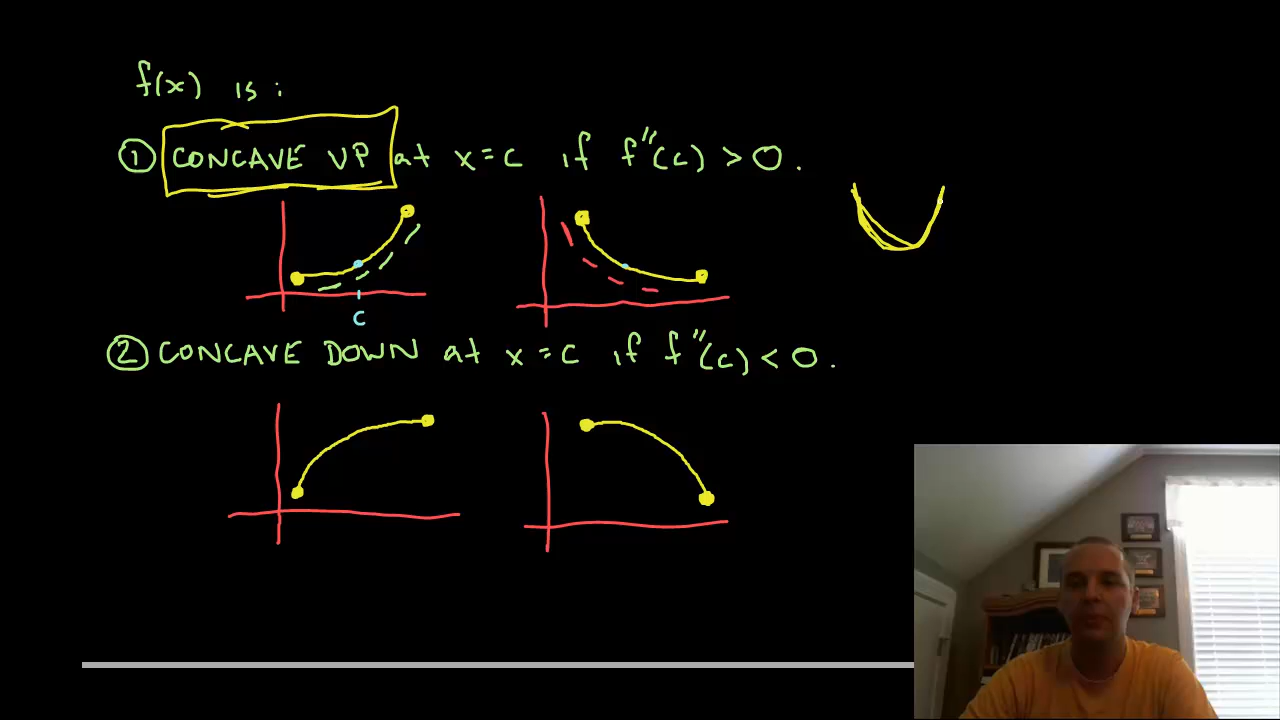 f(x) is:
① CONCAVE UP at x=c if f''(c) > 0.
c
② CONCAVE DOWN at x=c if f''(c) < 0.